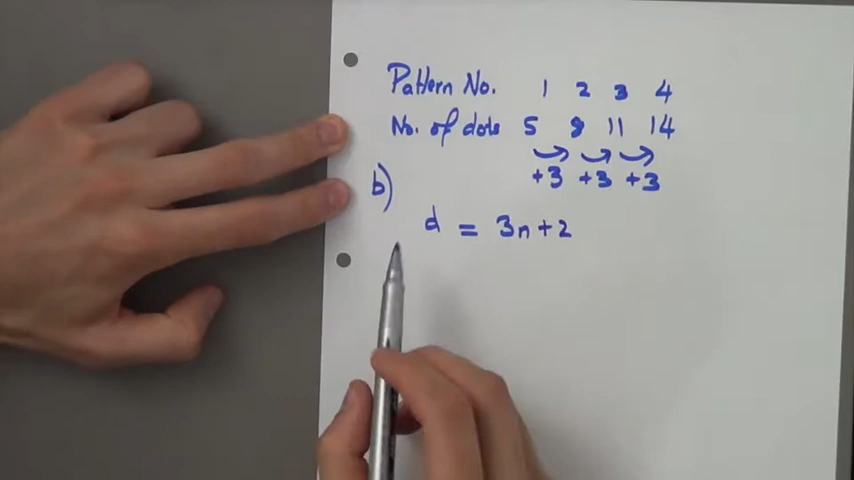 Pattern No. 1 2 3 4
No. of dots 5 8 11 14
+3 +3 +3
b)
d = 3n+2